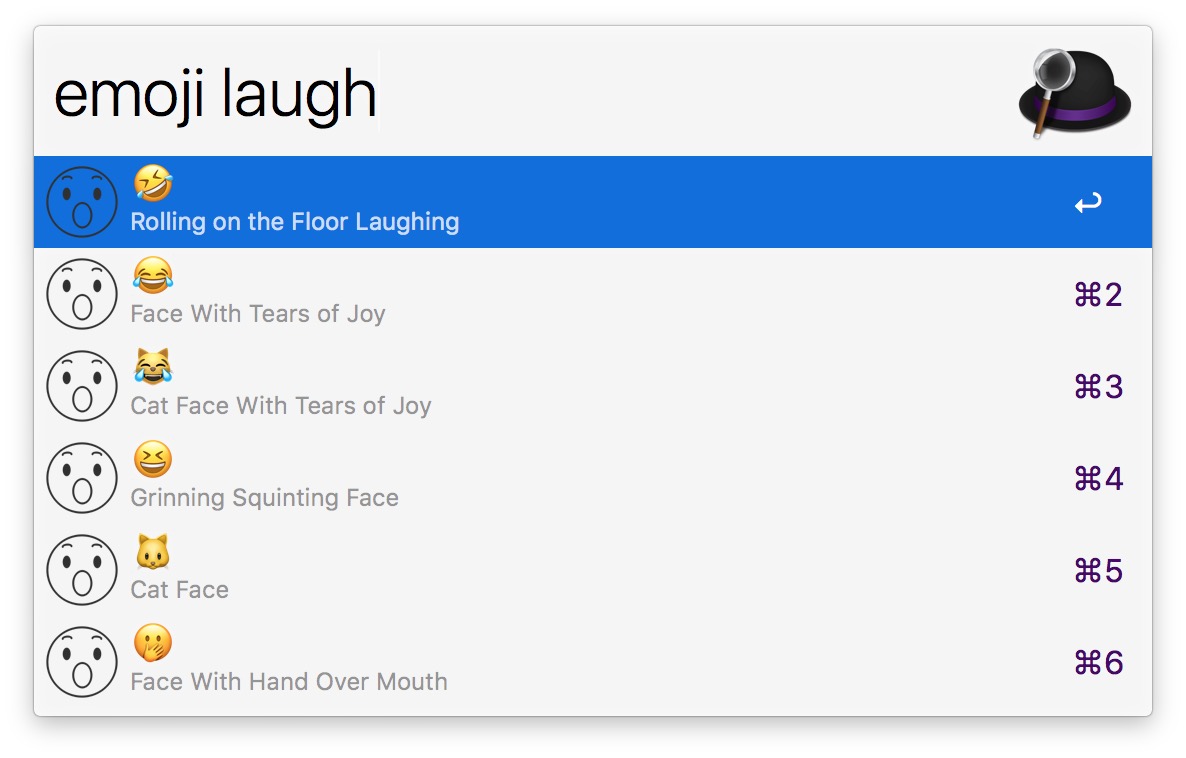 emoji laugh
🤣
Rolling on the Floor Laughing
↩
😂
Face With Tears of Joy
⌘2
😹
Cat Face With Tears of Joy
⌘3
😆
Grinning Squinting Face
⌘4
🐱
Cat Face
⌘5
🤭
Face With Hand Over Mouth
⌘6